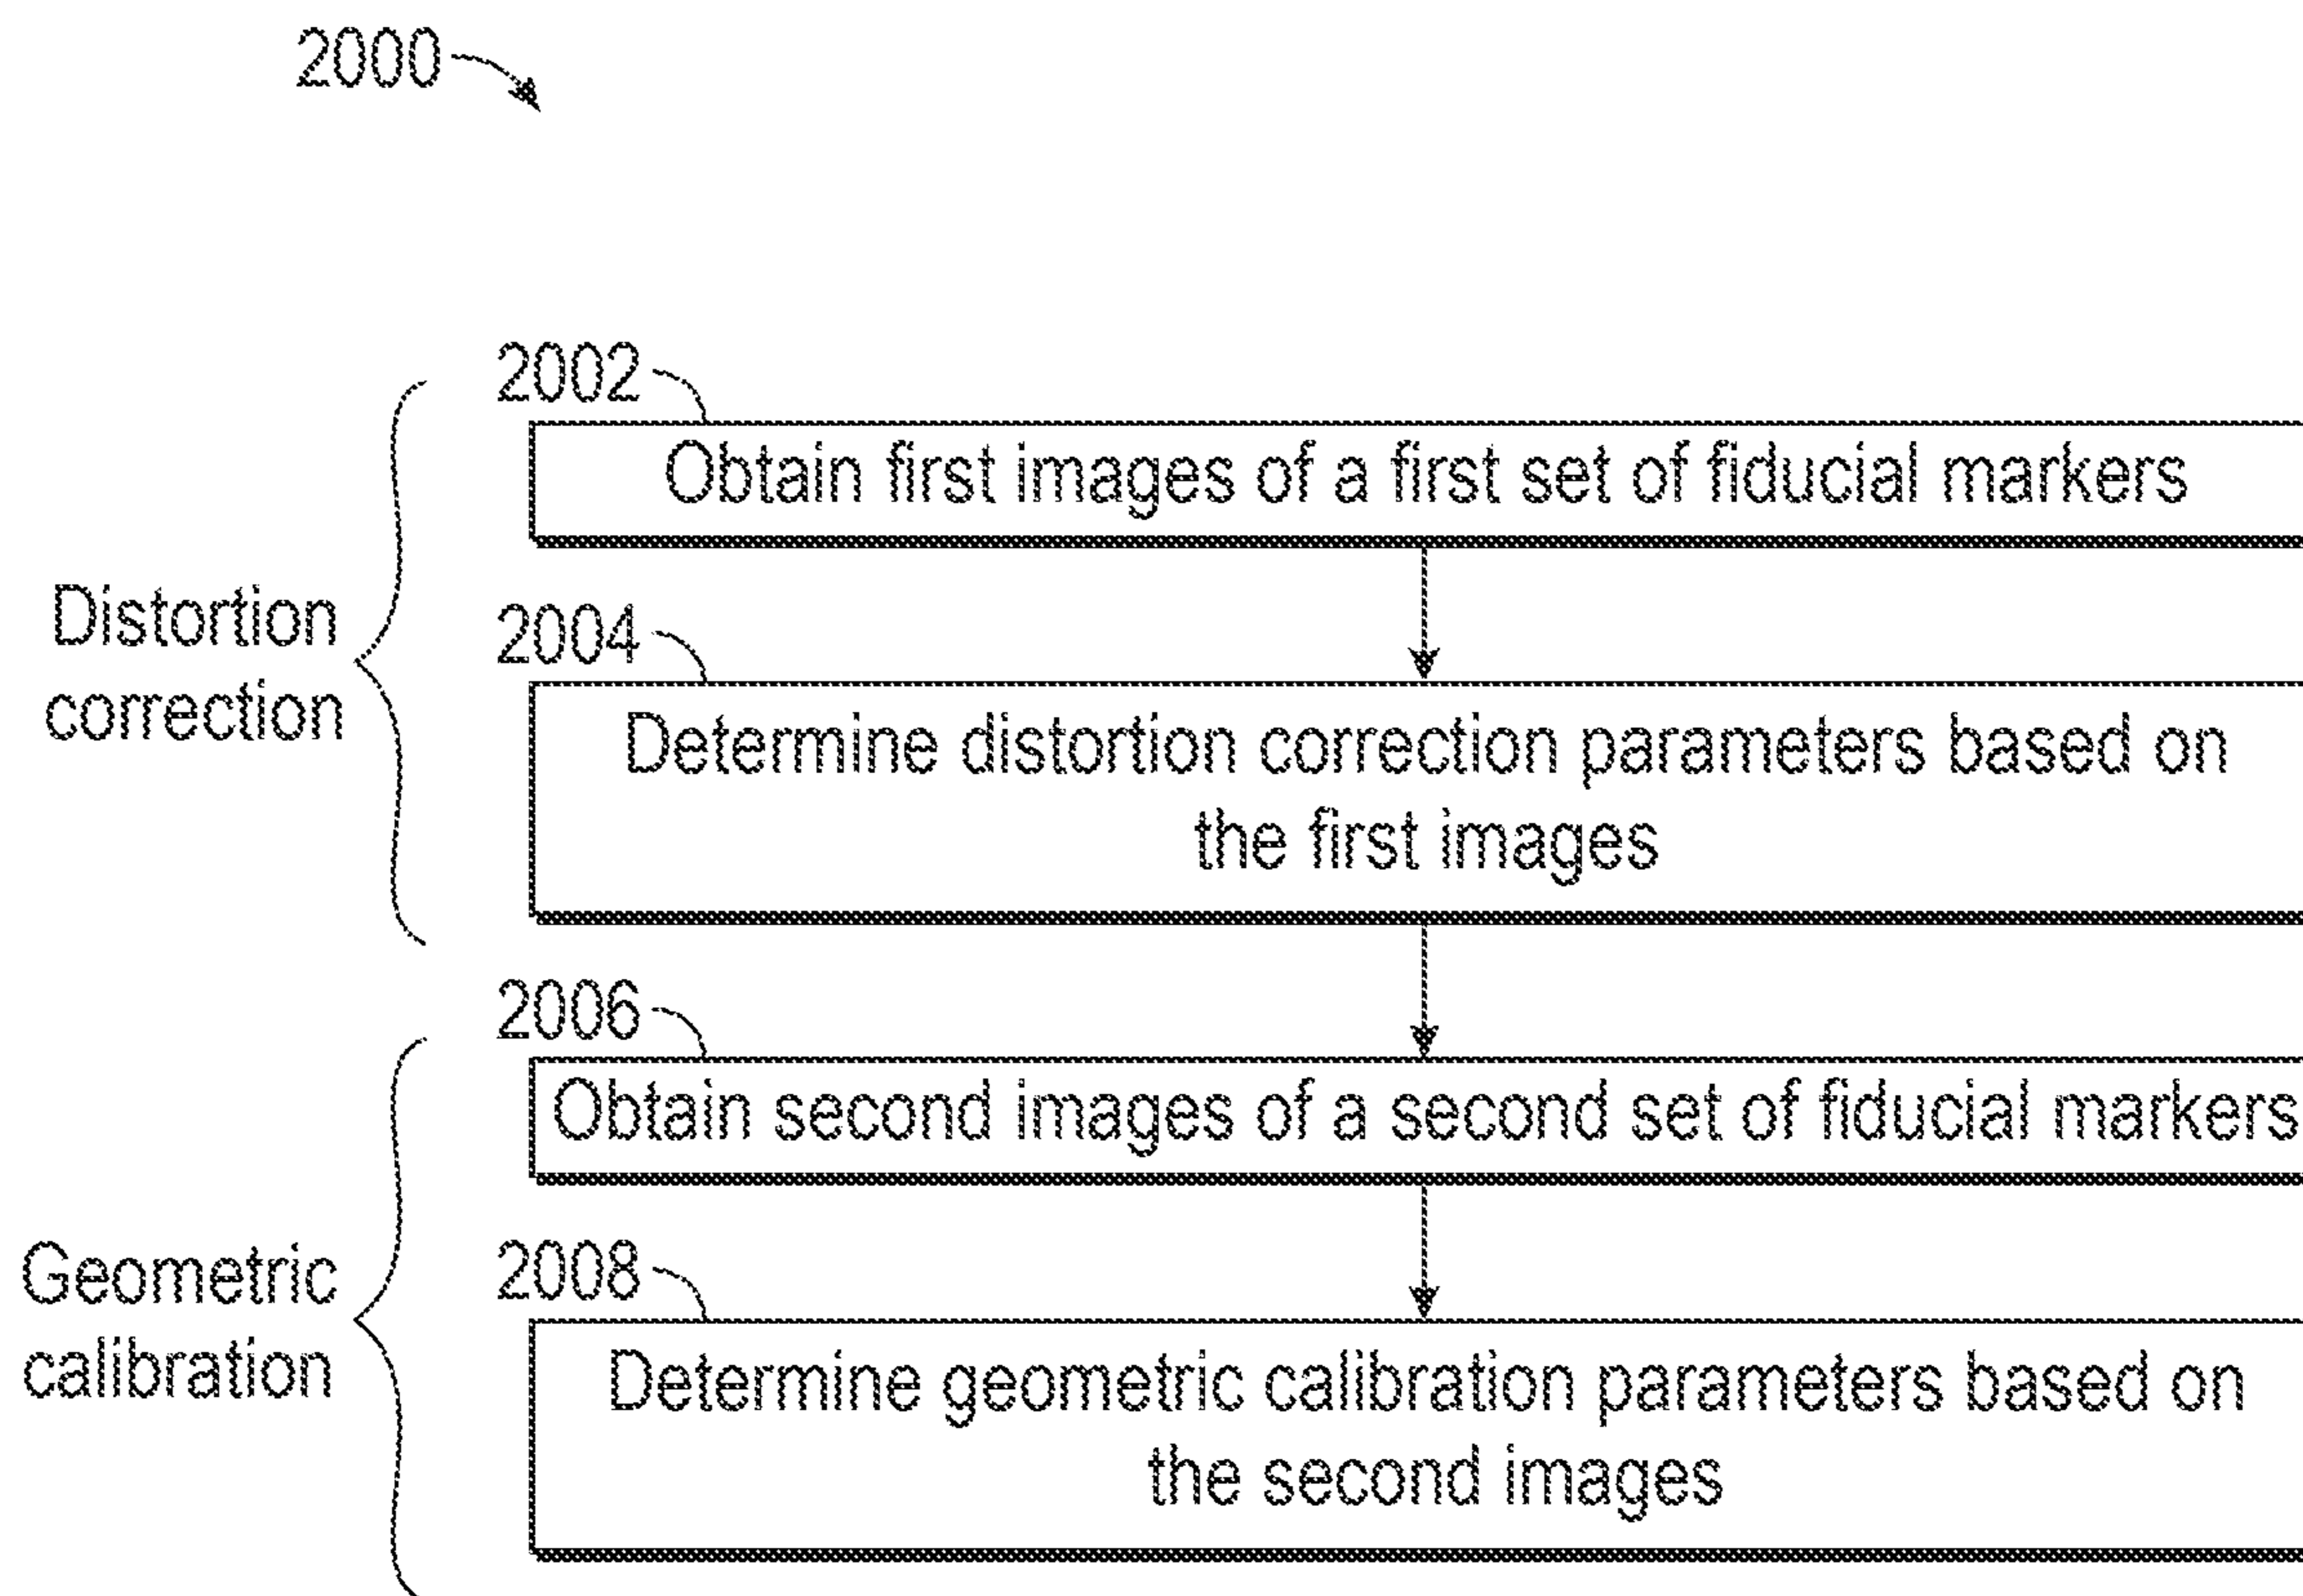 2000
2002
Obtain first images of a first set of fiducial markers
Distortion
correction
2004
Determine distortion correction parameters based on
the first images
2006
Obtain second images of a second set of fiducial markers
Geometric
calibration
2008
Determine geometric calibration parameters based on
the second images